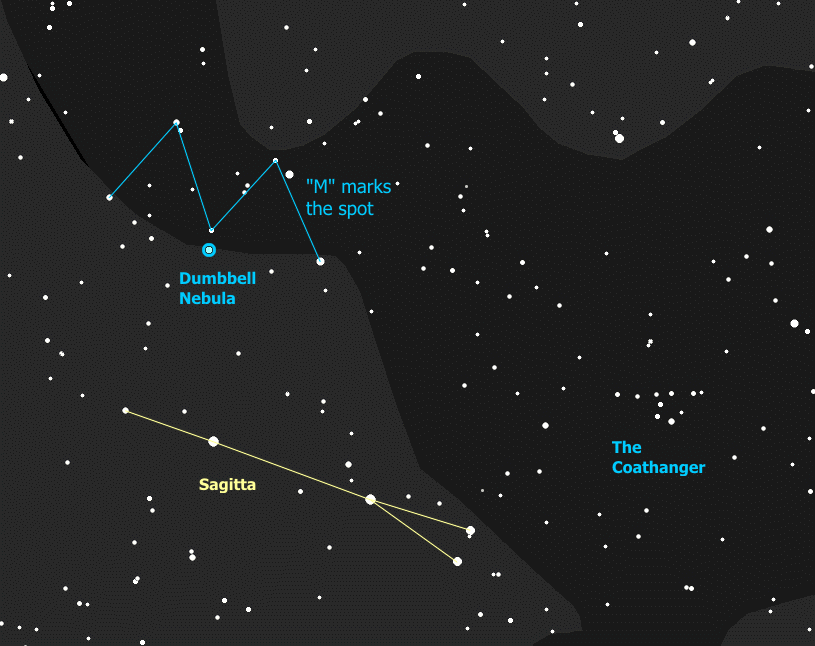 "M" marks
the spot
Dumbbell
Nebula
The
Coathanger
Sagitta